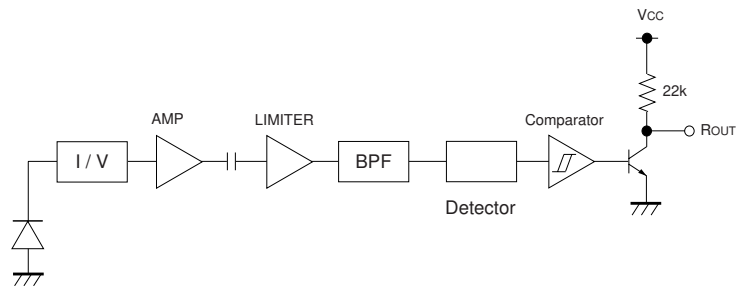 VCC
22k
ROUT
AMP
LIMITER
Comparator
I / V
BPF
Detector